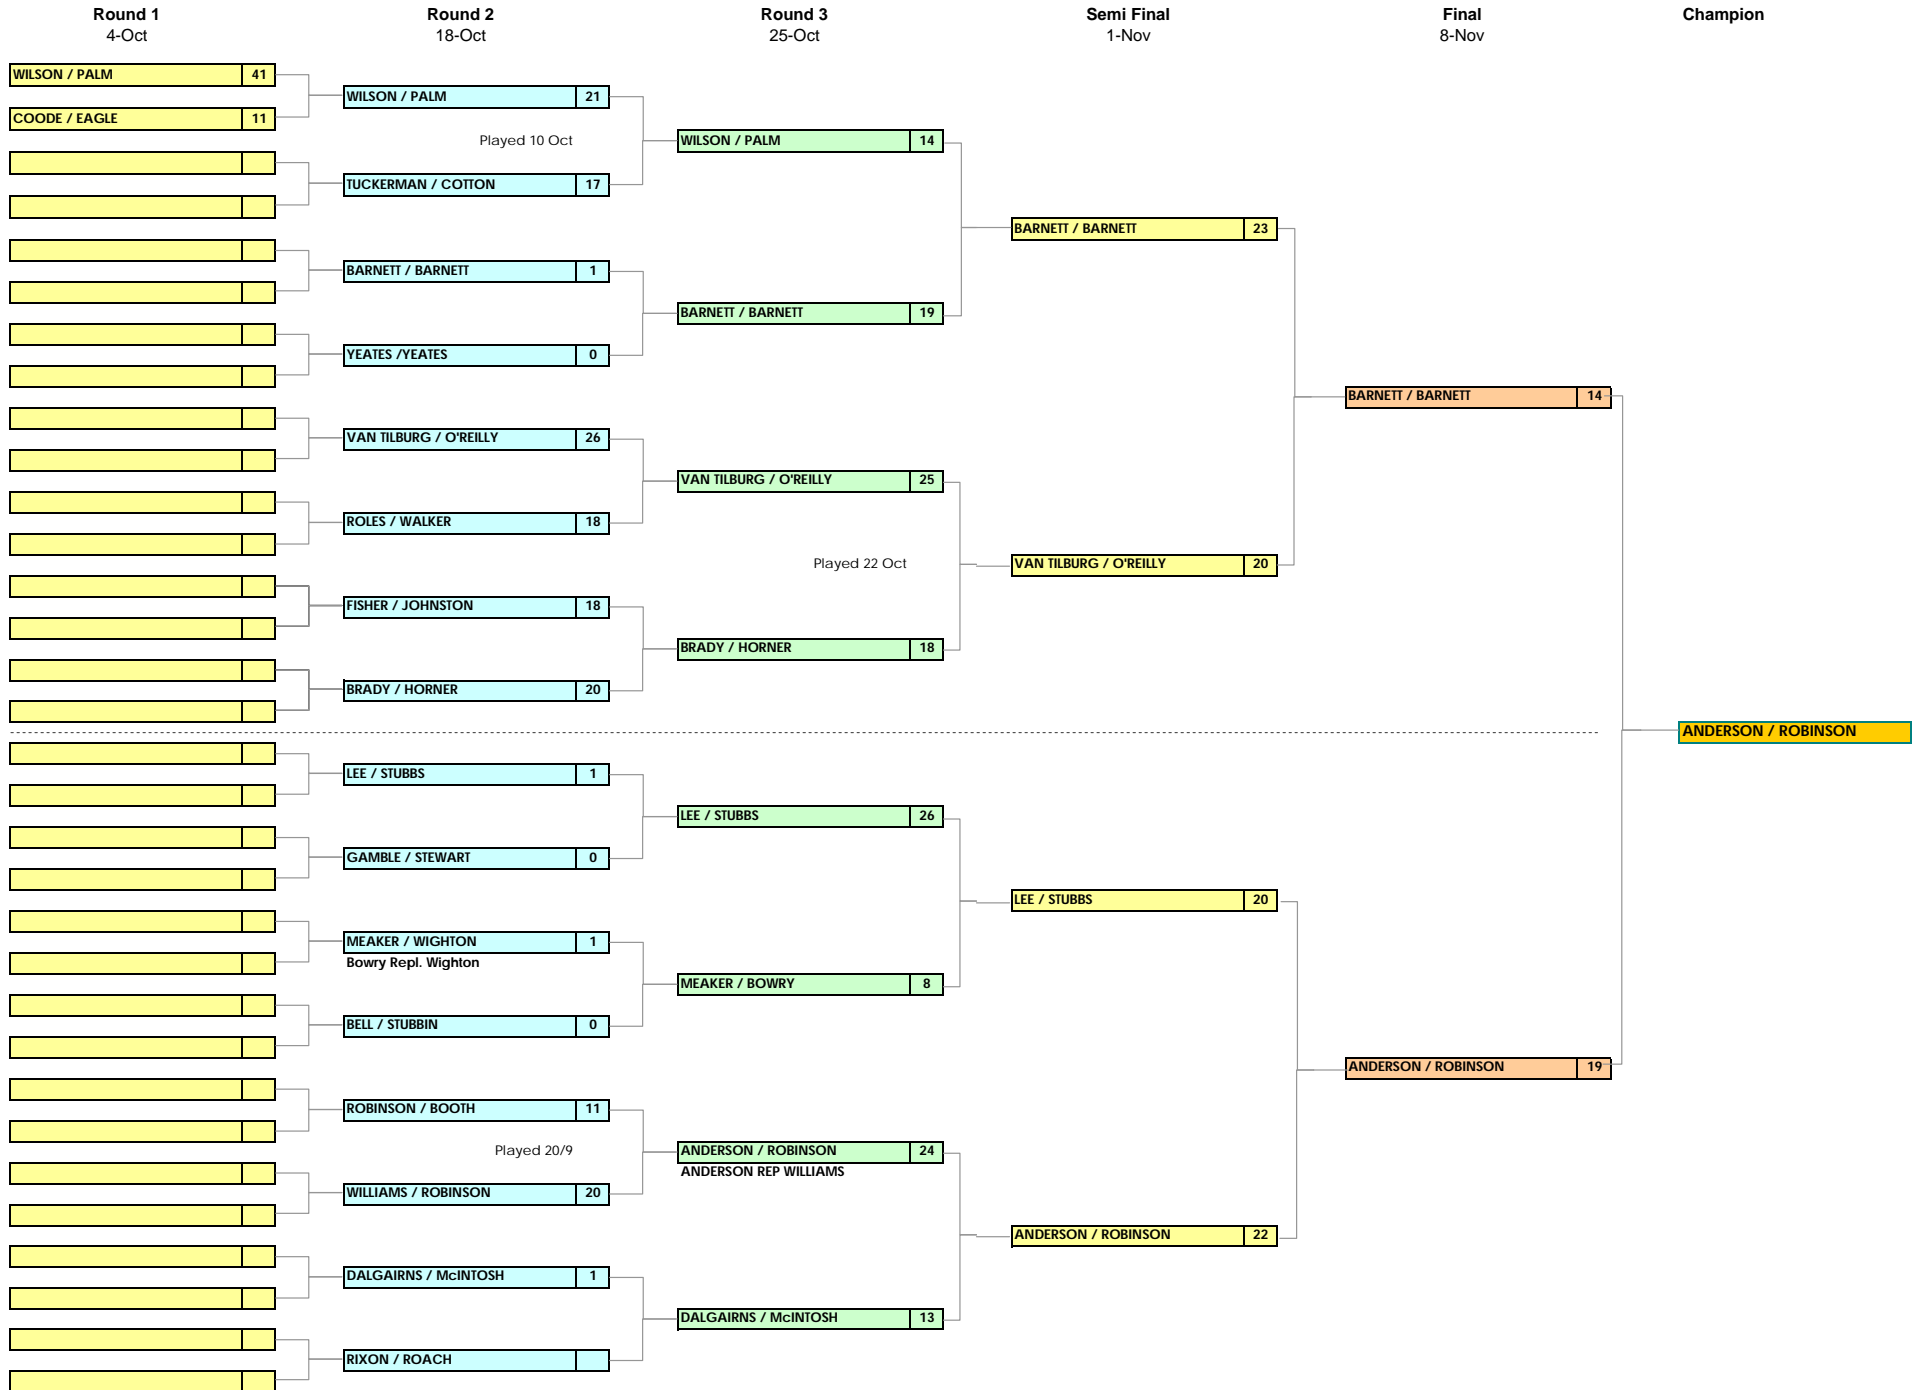 Round 1 Round 2 Round 3 Semi Final Final Champion
4-Oct 18-Oct 25-Oct 1-Nov 8-Nov
WILSON / PALM 41
COODE / EAGLE 11
WILSON / PALM 21
Played 10 Oct
TUCKERMAN / COTTON 17
BARNETT / BARNETT 1
YEATES /YEATES 0
VAN TILBURG / O'REILLY 26
ROLES / WALKER 18
FISHER / JOHNSTON 18
BRADY / HORNER 20
LEE / STUBBS 1
GAMBLE / STEWART 0
MEAKER / WIGHTON 1
Bowry Repl. Wighton
BELL / STUBBIN 0
ROBINSON / BOOTH 11
Played 20/9
WILLIAMS / ROBINSON 20
DALGAIRNS / McINTOSH 1
RIXON / ROACH
WILSON / PALM 14
BARNETT / BARNETT 19
VAN TILBURG / O'REILLY 25
Played 22 Oct
BRADY / HORNER 18
LEE / STUBBS 26
MEAKER / BOWRY 8
ANDERSON / ROBINSON 24
ANDERSON REP WILLIAMS
DALGAIRNS / McINTOSH 13
BARNETT / BARNETT 23
VAN TILBURG / O'REILLY 20
LEE / STUBBS 20
ANDERSON / ROBINSON 22
BARNETT / BARNETT 14
ANDERSON / ROBINSON 19
ANDERSON / ROBINSON